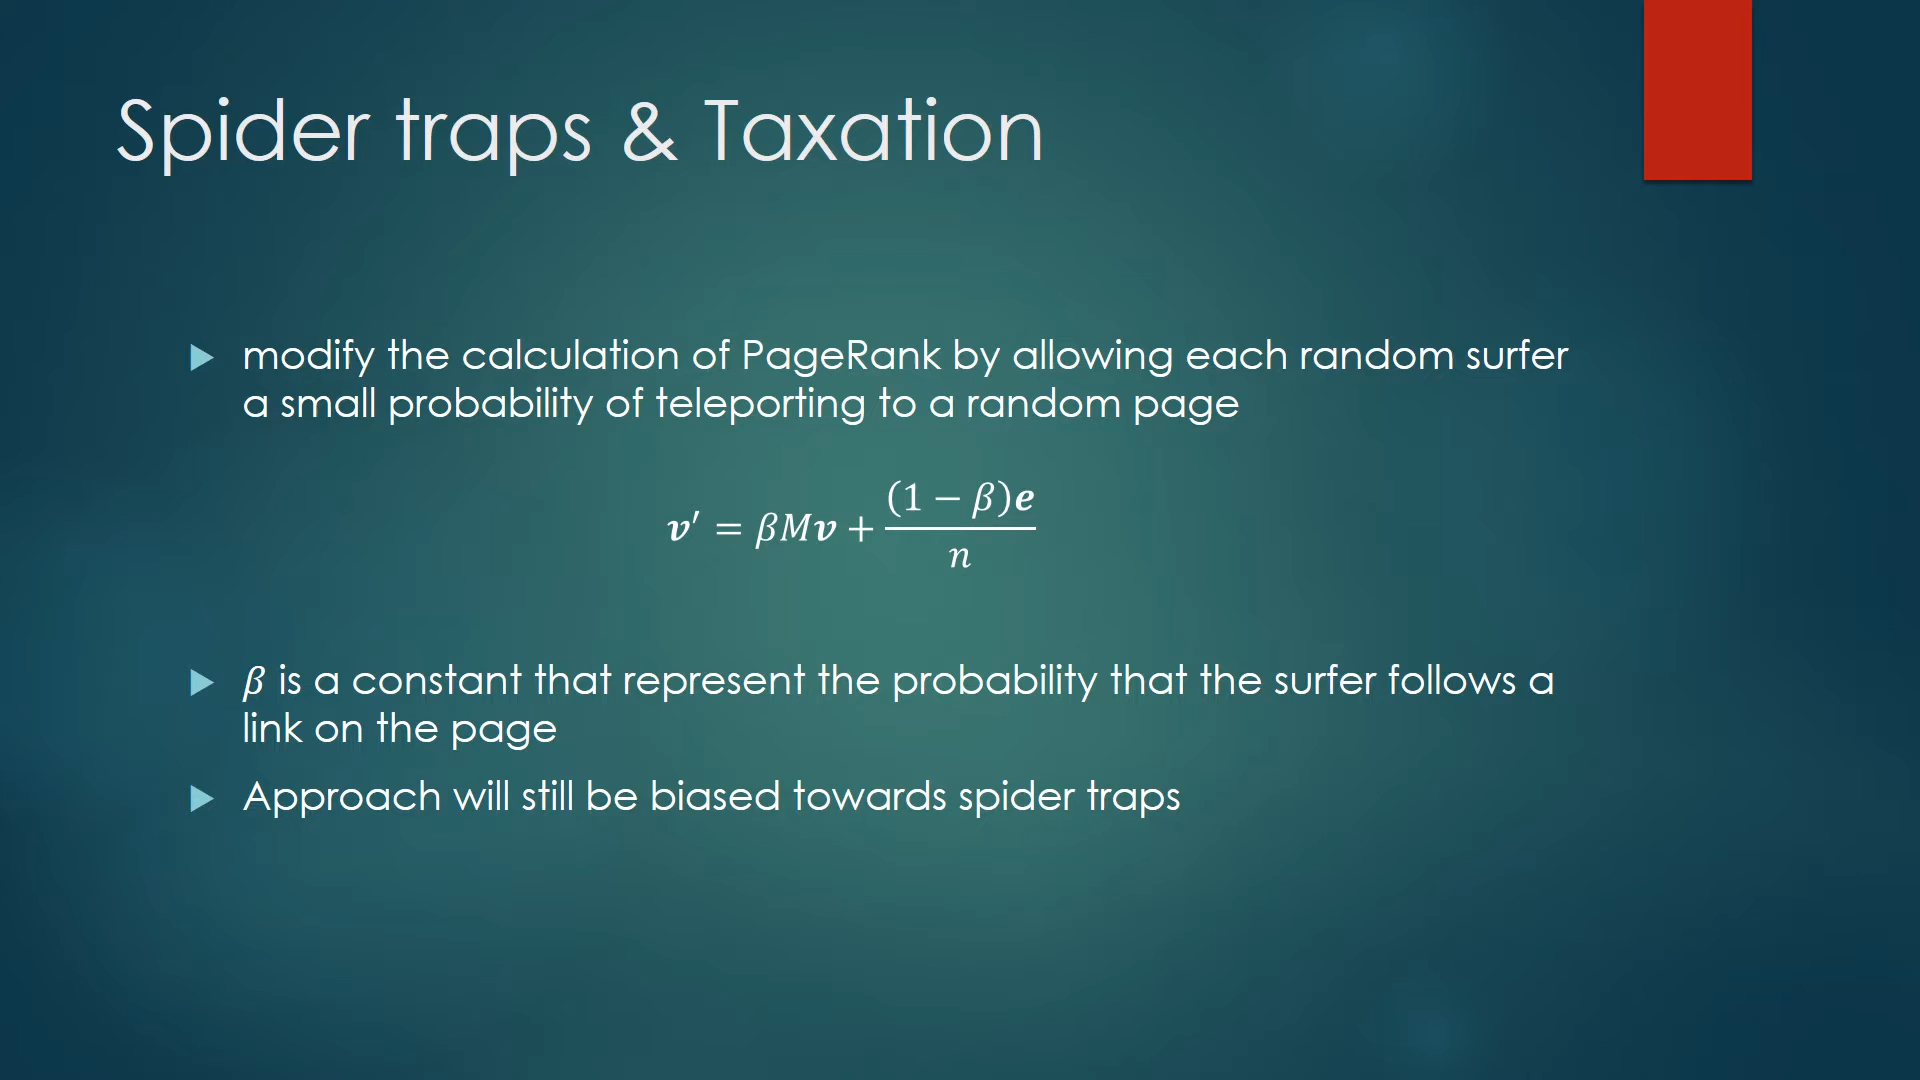 Spider traps & Taxation
modify the calculation of PageRank by allowing each random surfer
a small probability of teleporting to a random page
𝒗′ = 𝛽𝑀𝒗 + (1 − 𝛽)𝒆 / 𝑛
𝛽 is a constant that represent the probability that the surfer follows a
link on the page
Approach will still be biased towards spider traps